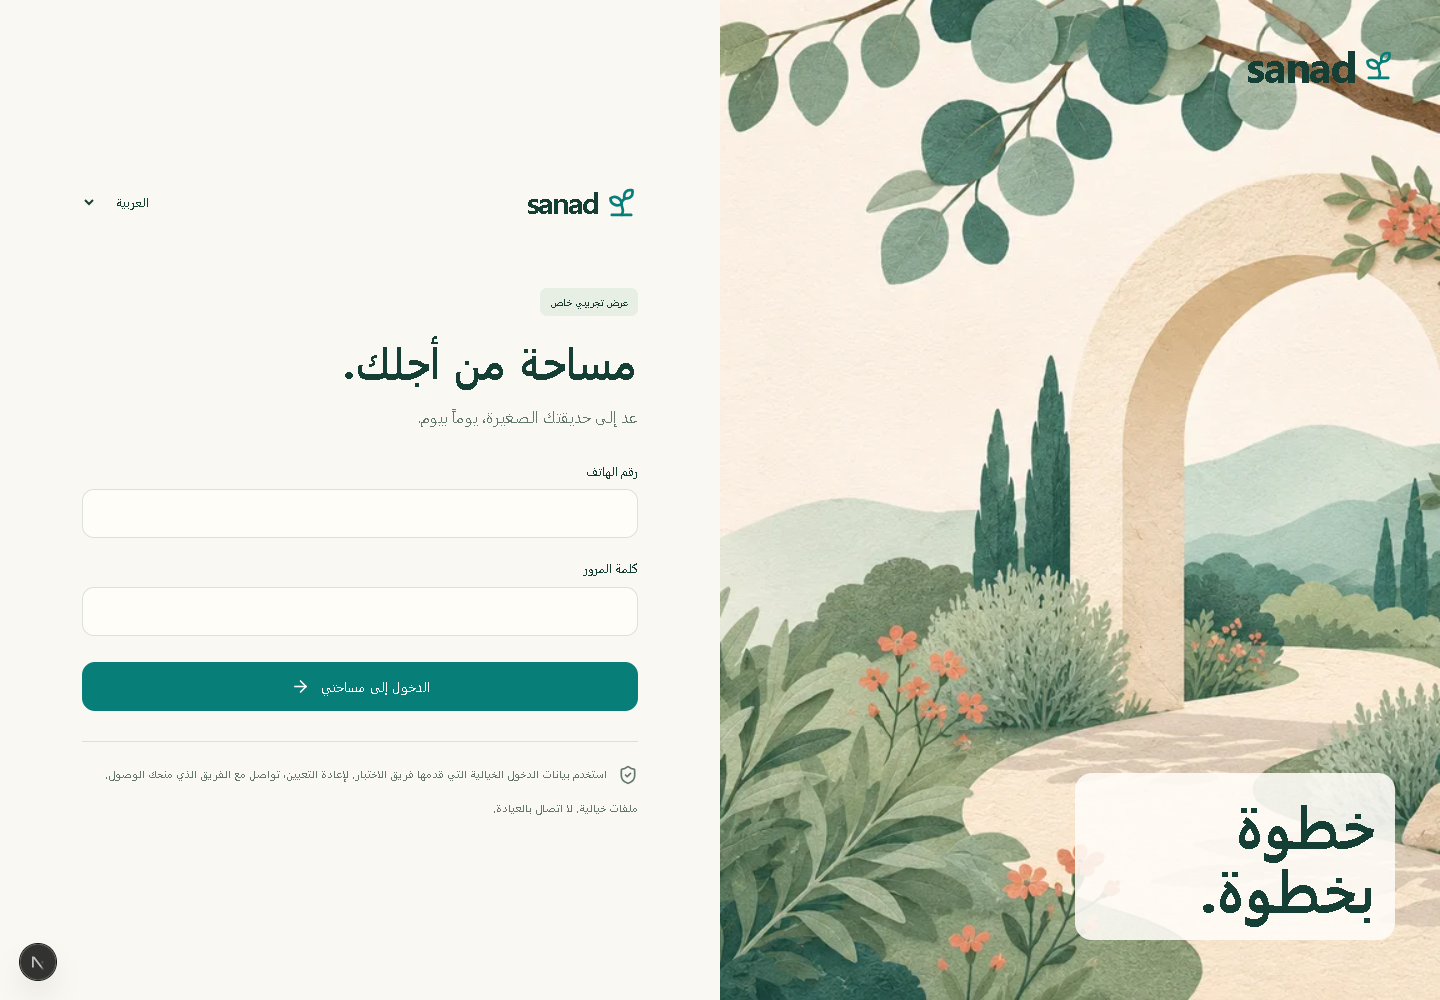 sanad
sanad
العربية
عرض تجريبي خاص
مساحة من أجلك.
عد إلى حديقتك الصغيرة، يوماً بيوم.
رقم الهاتف
كلمة المرور
الدخول إلى مساحتي
استخدم بيانات الدخول الخيالية التي قدمها فريق الاختبار. لإعادة التعيين، تواصل مع الفريق الذي منحك الوصول.
ملفات خيالية. لا اتصال بالعيادة.
خطوة
بخطوة.
N